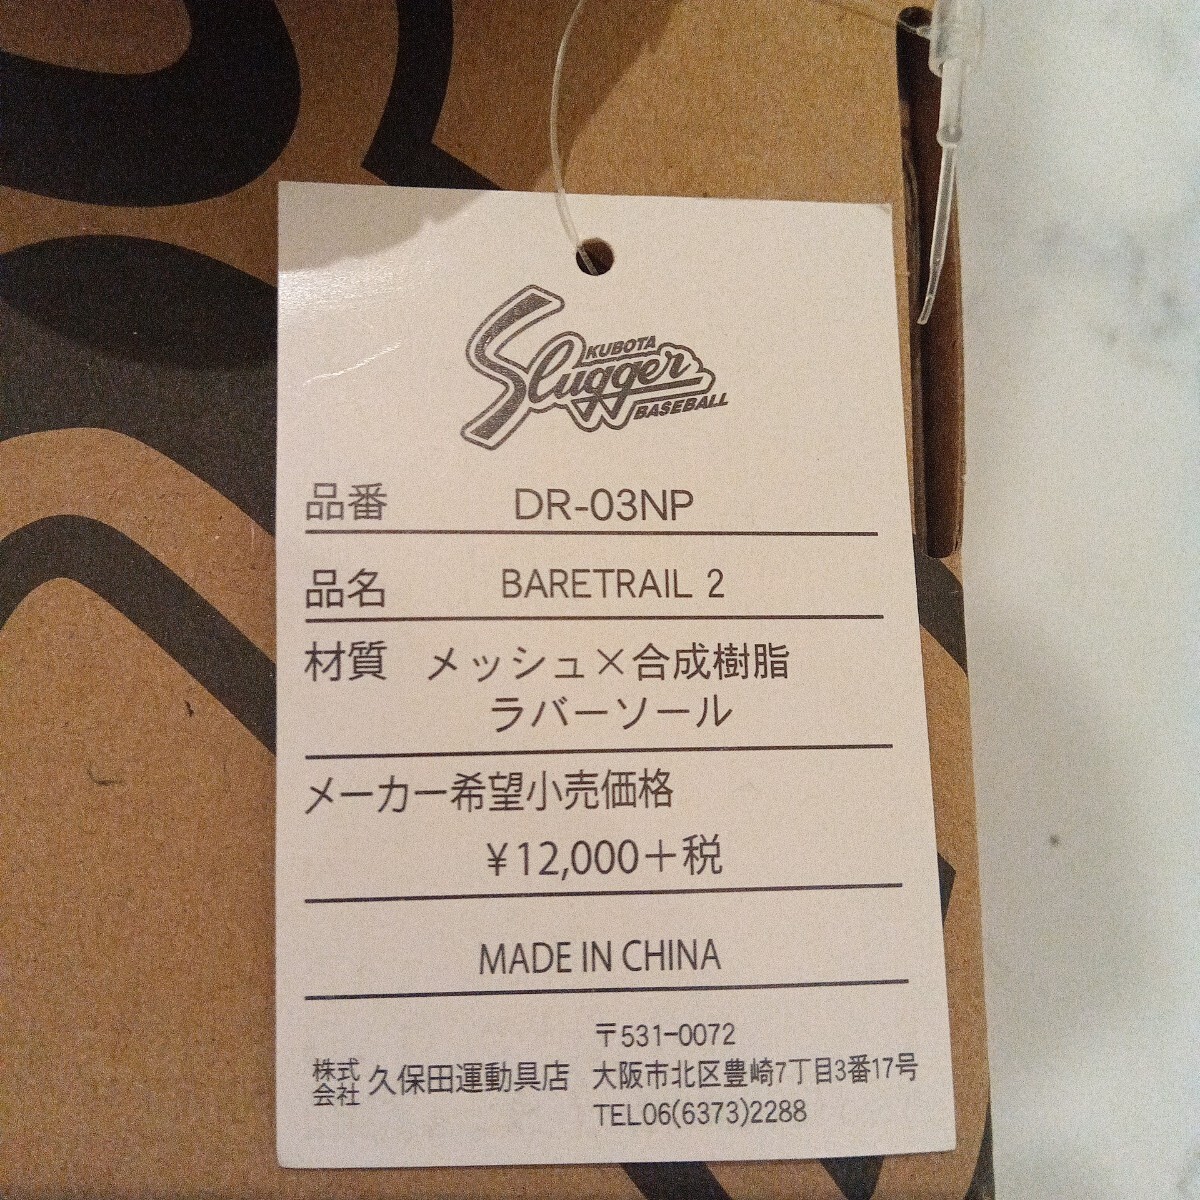 KUBOTA
Slugger
BASEBALL
品番 DR-03NP
品名 BARETRAIL 2
材質 メッシュ×合成樹脂
ラバーソール
メーカー希望小売価格
¥12,000+税
MADE IN CHINA
〒531-0072
株式会社 久保田運動具店 大阪市北区豊崎7丁目3番17号
TEL06(6373)2288